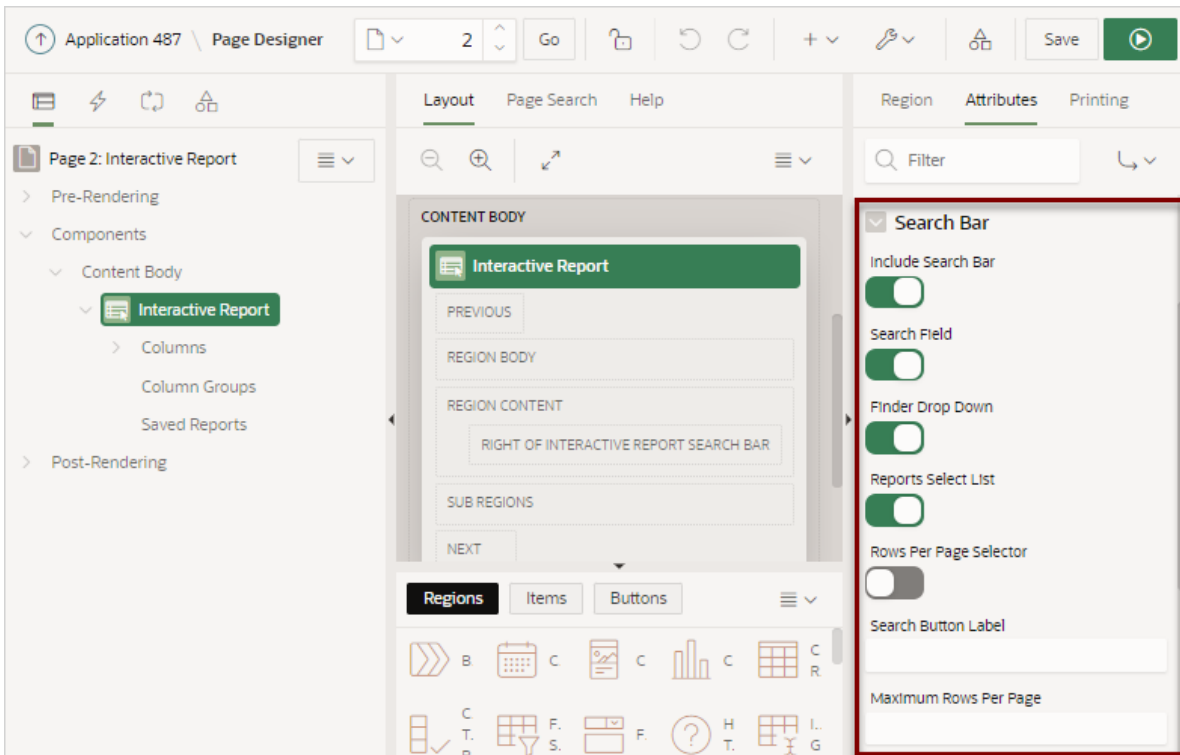 Application 487 \ Page Designer
2
Go
Save
Page 2: Interactive Report
Pre-Rendering
Components
Content Body
Interactive Report
Columns
Column Groups
Saved Reports
Post-Rendering
Layout Page Search Help
CONTENT BODY
Interactive Report
PREVIOUS
REGION BODY
REGION CONTENT
RIGHT OF INTERACTIVE REPORT SEARCH BAR
SUB REGIONS
NEXT
Regions Items Buttons
B. C. C C C
R.
C.
T. F. F. H I..
S. T. G
Region Attributes Printing
Filter
Search Bar
Include Search Bar
Search Field
Finder Drop Down
Reports Select List
Rows Per Page Selector
Search Button Label
Maximum Rows Per Page